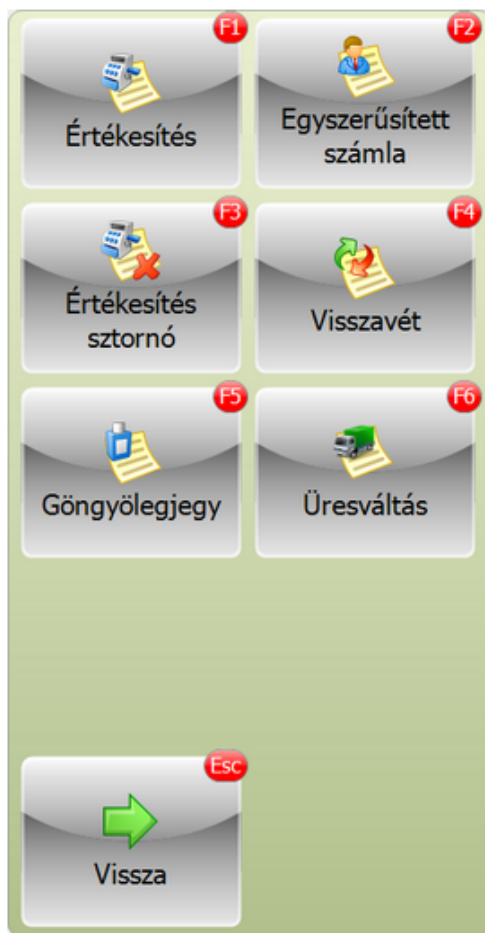 F1
Értékesítés
F2
Egyszerűsített
számla
F3
Értékesítés
sztornó
F4
Visszavét
F5
Göngyölegjegy
F6
Üresváltás
Esc
Vissza